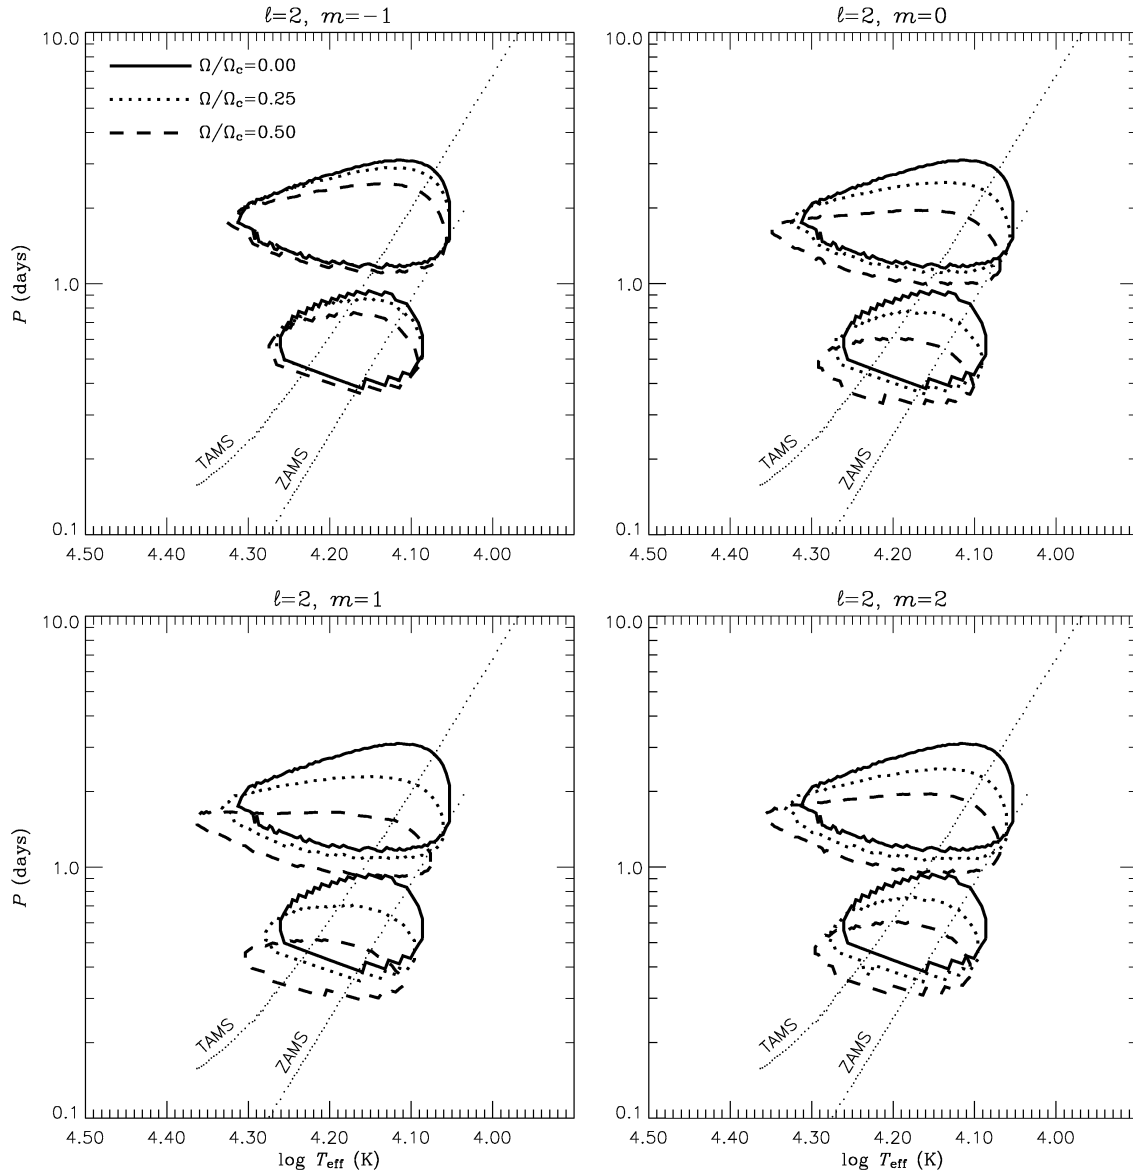 ℓ=2, m=−1
10.0
Ω/Ωc=0.00
Ω/Ωc=0.25
Ω/Ωc=0.50
P (days)
1.0
TAMS
ZAMS
0.1
4.50 4.40 4.30 4.20 4.10 4.00
ℓ=2, m=0
10.0
1.0
TAMS
ZAMS
0.1
4.50 4.40 4.30 4.20 4.10 4.00
ℓ=2, m=1
10.0
P (days)
1.0
TAMS
ZAMS
0.1
4.50 4.40 4.30 4.20 4.10 4.00
log Teff (K)
ℓ=2, m=2
10.0
1.0
TAMS
ZAMS
0.1
4.50 4.40 4.30 4.20 4.10 4.00
log Teff (K)